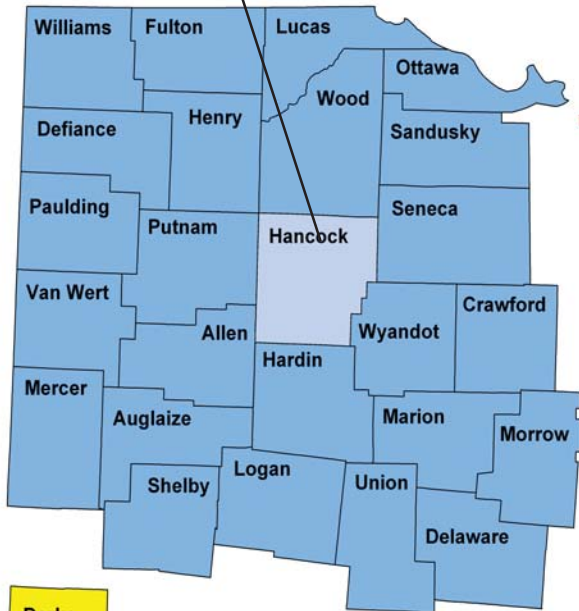 Williams
Fulton
Lucas
Ottawa
Wood
Henry
Defiance
Sandusky
Paulding
Seneca
Putnam
Hancock
Van Wert
Crawford
Allen
Wyandot
Hardin
Mercer
Auglaize
Marion
Morrow
Logan
Shelby
Union
Delaware